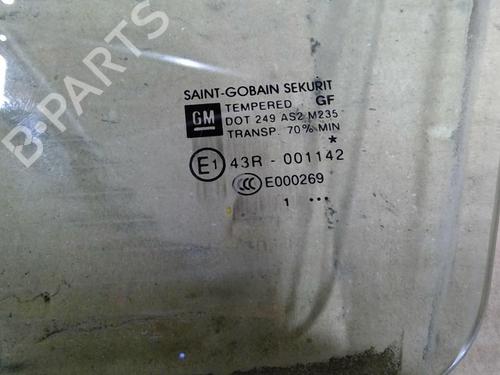 B-PARTS
SAINT-GOBAIN SEKURIT
GM TEMPERED GF
DOT 249 AS2 M235
TRANSP. 70% MIN
*
E1 43R - 001142
CCC E000269
1 ...